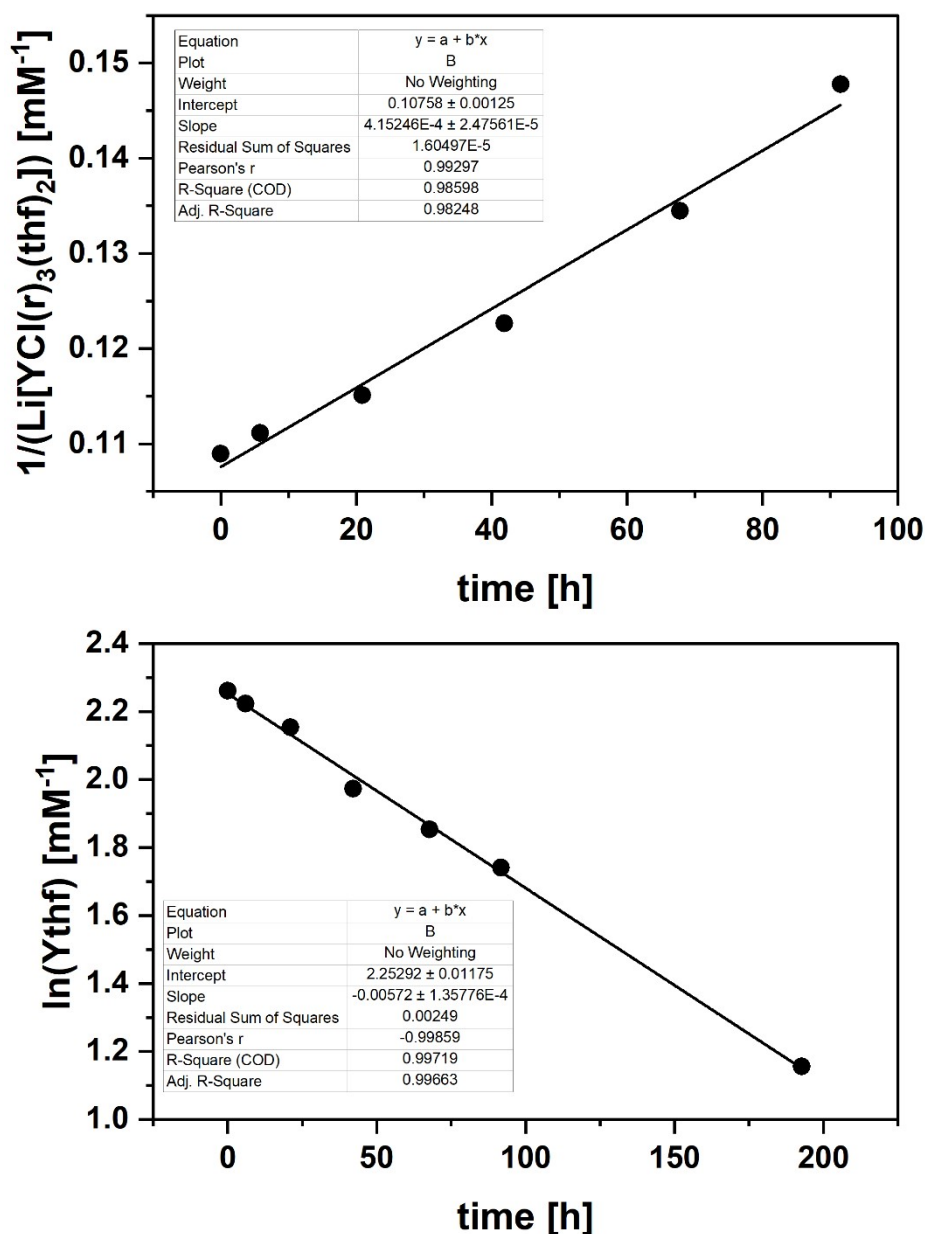 1/(Li[YCl(r)₃(thf)₂]) [mM⁻¹]
0.15
0.14
0.13
0.12
0.11
Equation y = a + b*x
Plot B
Weight No Weighting
Intercept 0.10758 ± 0.00125
Slope 4.15246E-4 ± 2.47561E-5
Residual Sum of Squares 1.60497E-5
Pearson's r 0.99297
R-Square (COD) 0.98598
Adj. R-Square 0.98248
0 20 40 60 80 100
time [h]
ln(Ythf) [mM⁻¹]
2.4
2.2
2.0
1.8
1.6
1.4
1.2
1.0
Equation y = a + b*x
Plot B
Weight No Weighting
Intercept 2.25292 ± 0.01175
Slope -0.00572 ± 1.35776E-4
Residual Sum of Squares 0.00249
Pearson's r -0.99859
R-Square (COD) 0.99719
Adj. R-Square 0.99663
0 50 100 150 200
time [h]